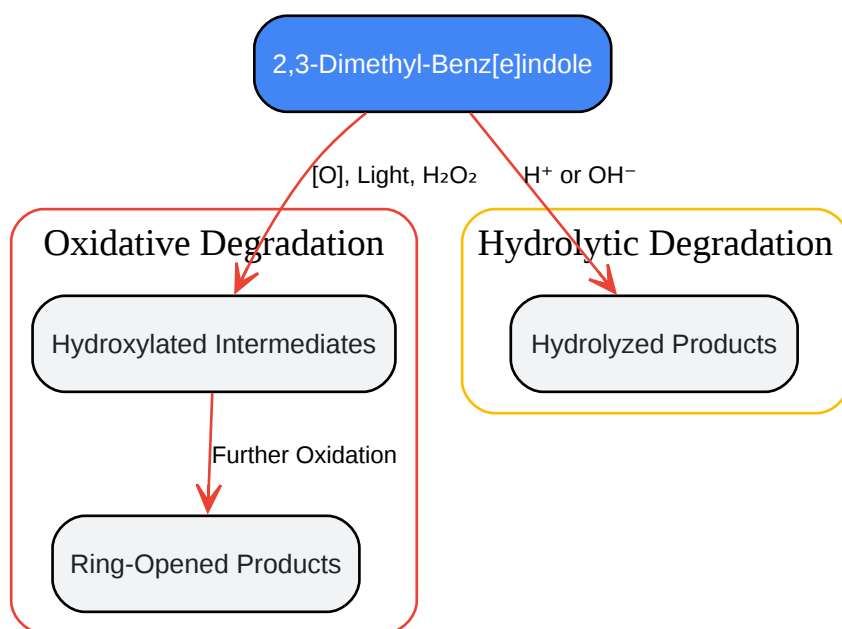 2,3-Dimethyl-Benz[e]indole
[O], Light, H₂O₂
H⁺ or OH⁻
Oxidative Degradation
Hydrolytic Degradation
Hydroxylated Intermediates
Hydrolyzed Products
Further Oxidation
Ring-Opened Products